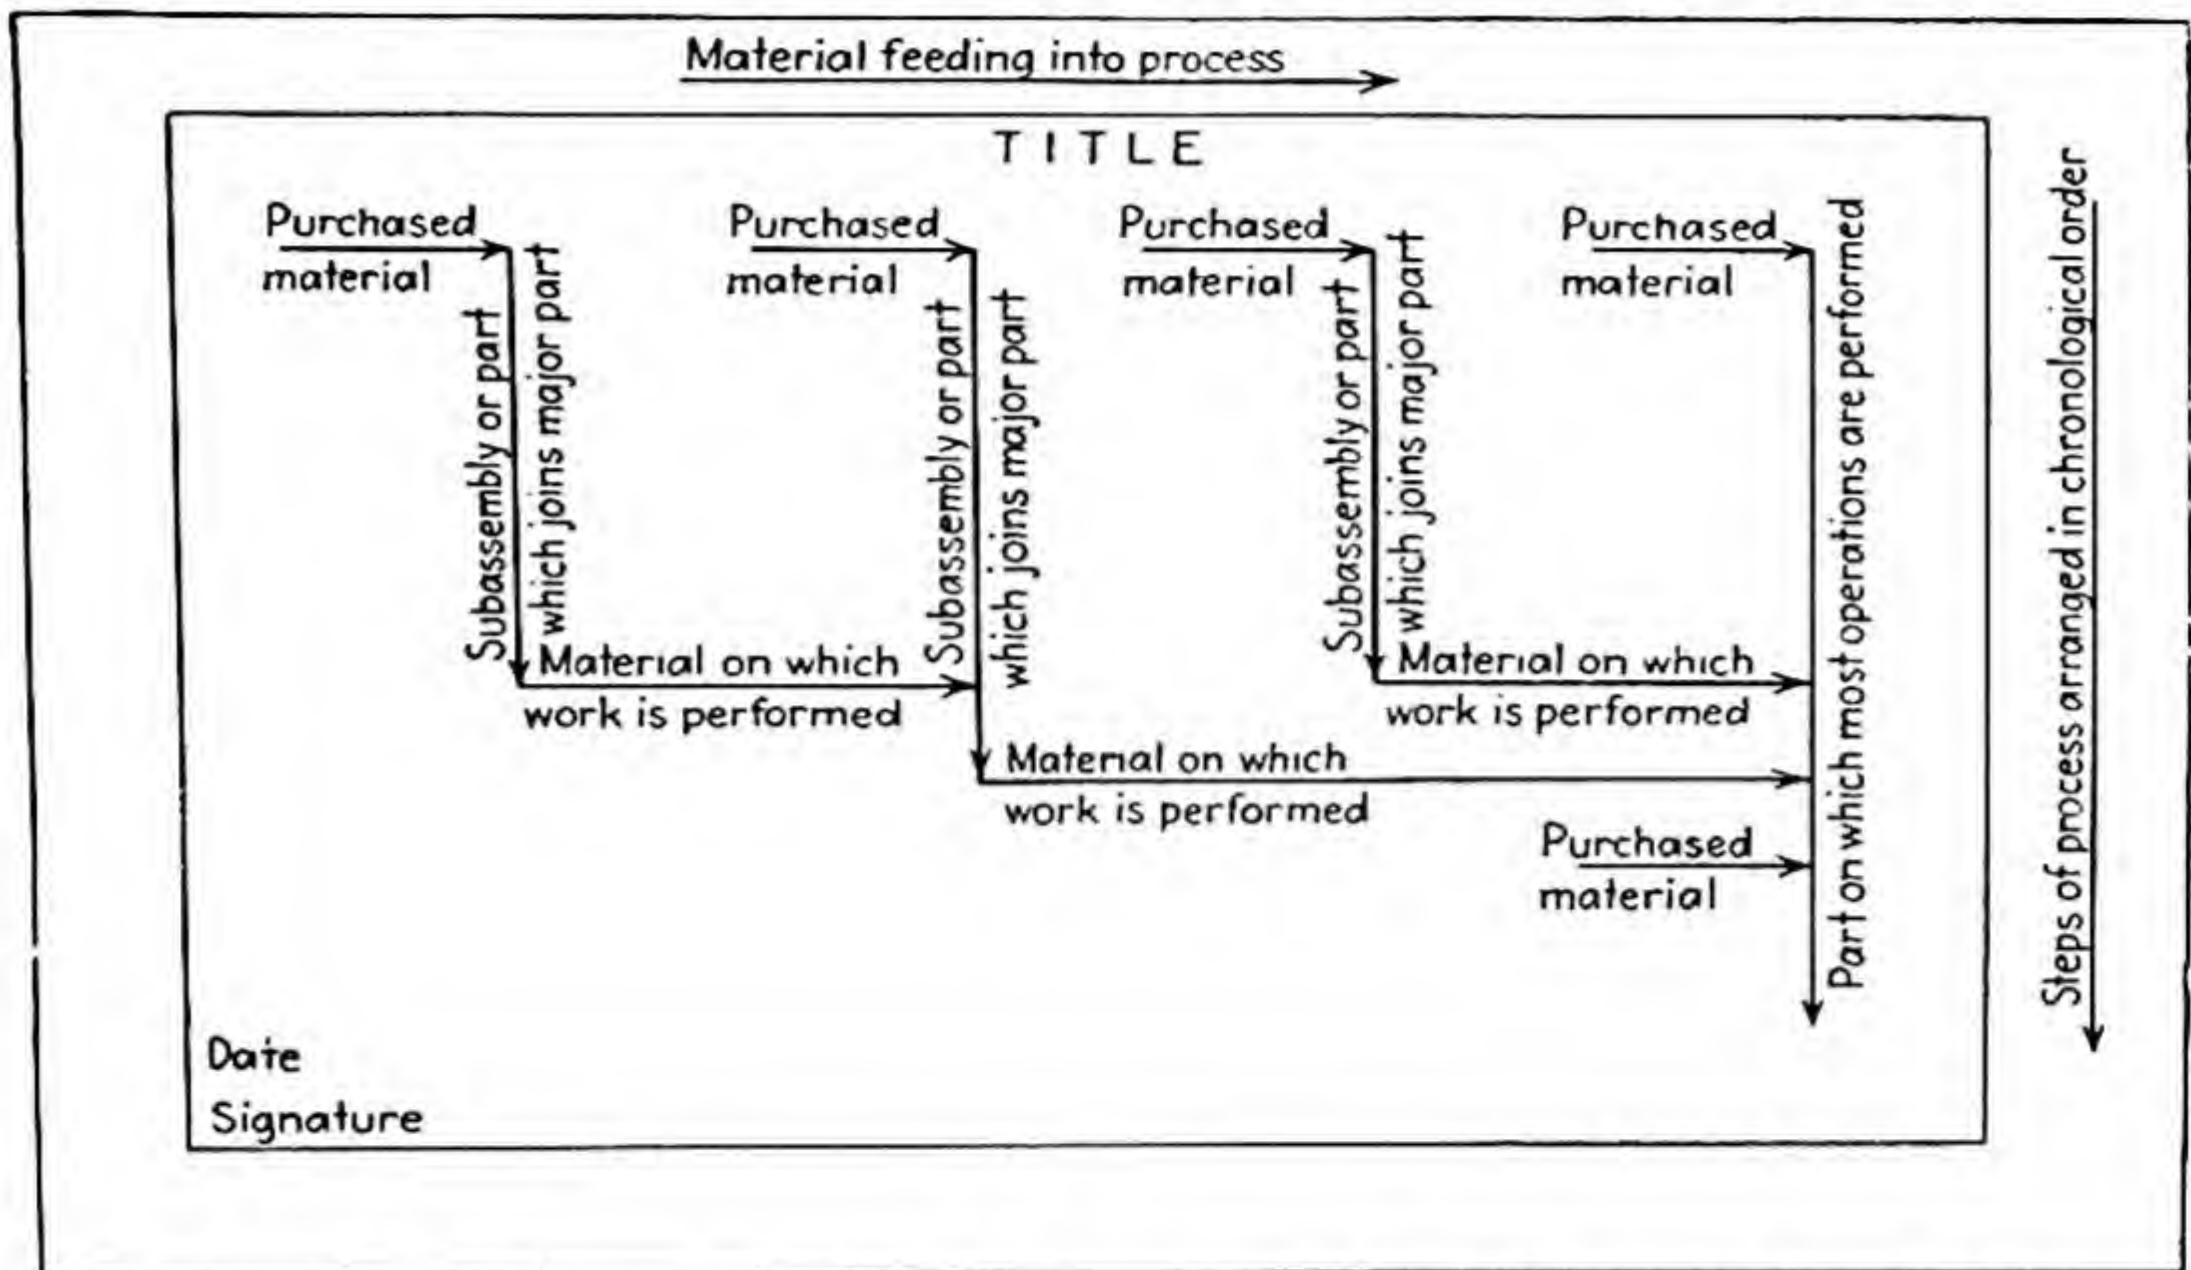 Material feeding into process
TITLE
Purchased
material
Subassembly or part
which joins major part
Material on which
work is performed
Purchased
material
Subassembly or part
which joins major part
Material on which
work is performed
Purchased
material
Subassembly or part
which joins major part
Material on which
work is performed
Purchased
material
Purchased
material
Part on which most operations are performed
Steps of process arranged in chronological order
Date
Signature